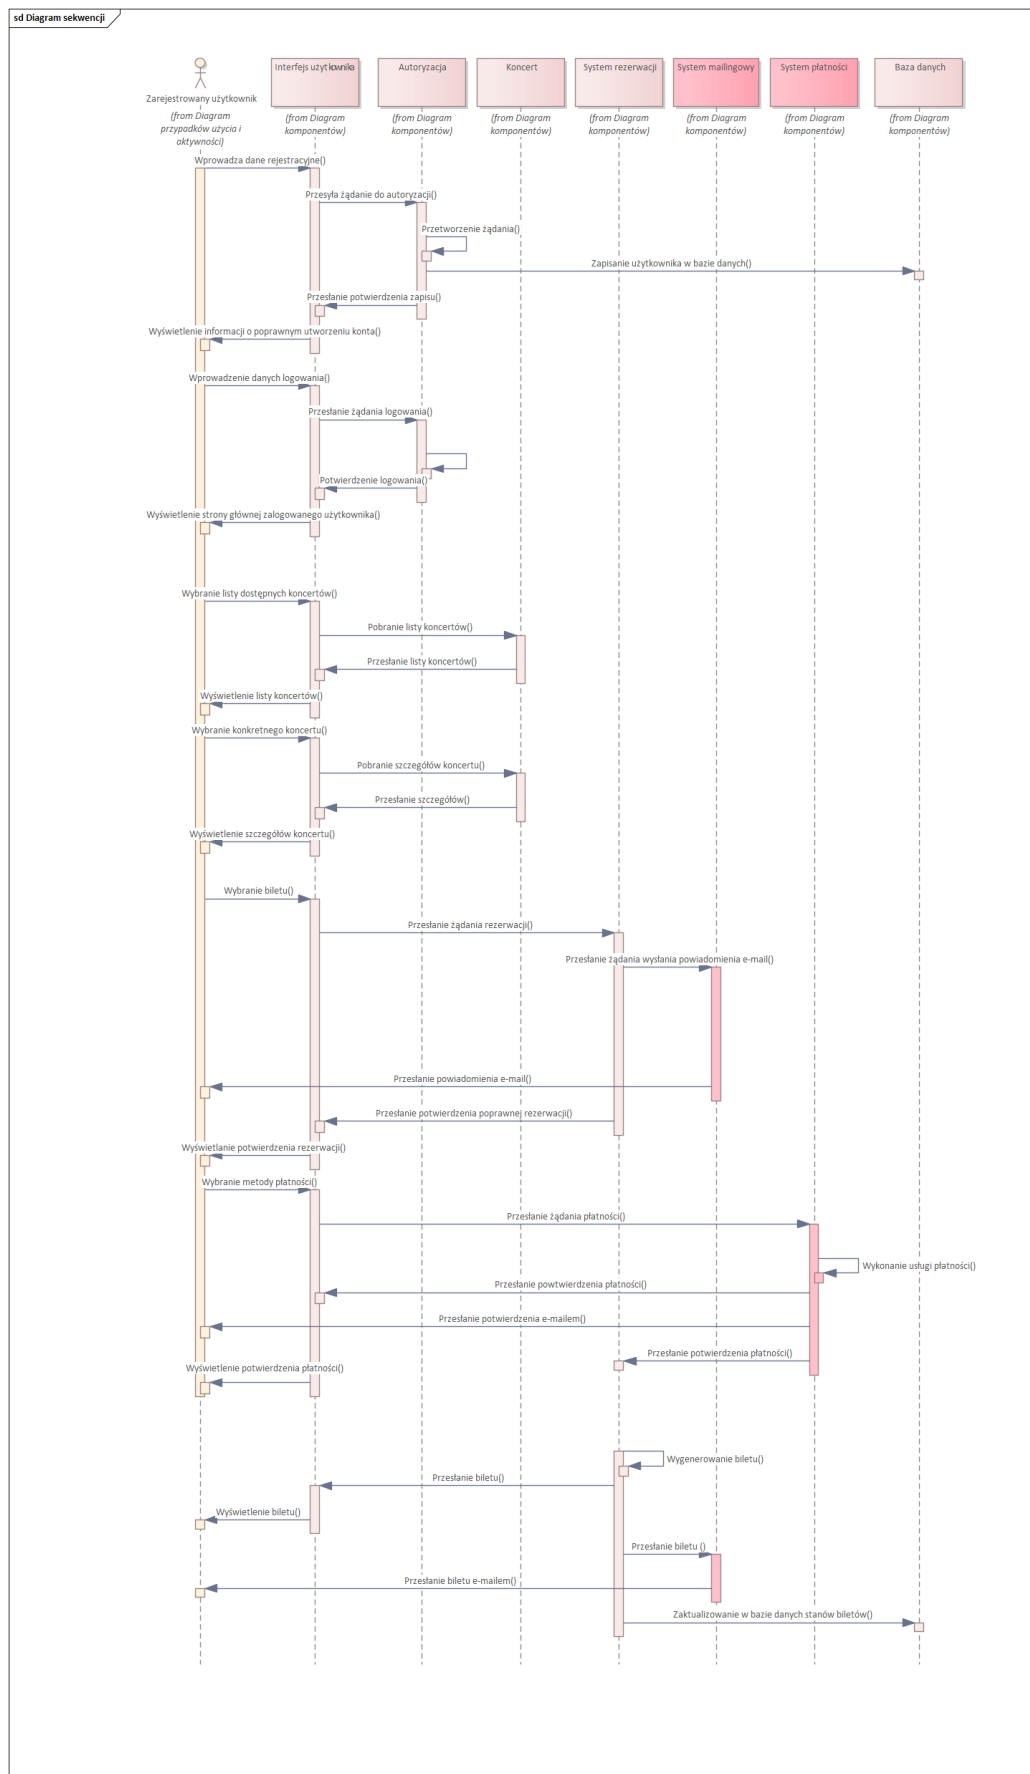 sd Diagram sekwencji
Interfejs użytkownika
Autoryzacja
Koncert
System rezerwacji
System mailingowy
System płatności
Baza danych
Zarejestrowany użytkownik
(from Diagram
przypadków użycia i
aktywności)
(from Diagram
komponentów)
(from Diagram
komponentów)
(from Diagram
komponentów)
(from Diagram
komponentów)
(from Diagram
komponentów)
(from Diagram
komponentów)
(from Diagram
komponentów)
Wprowadza dane rejestracyjne()
Przesyła żądanie do autoryzacji()
Przetworzenie żądania()
Zapisanie użytkownika w bazie danych()
Przesłanie potwierdzenia zapisu()
Wyświetlenie informacji o poprawnym utworzeniu konta()
Wprowadzenie danych logowania()
Przesłanie żądania logowania()
Potwierdzenie logowania()
Wyświetlenie strony głównej zalogowanego użytkownika()
Wybranie listy dostępnych koncertów()
Pobranie listy koncertów()
Przesłanie listy koncertów()
Wyświetlenie listy koncertów()
Wybranie konkretnego koncertu()
Pobranie szczegółów koncertu()
Przesłanie szczegółów()
Wyświetlenie szczegółów koncertu()
Wybranie biletu()
Przesłanie żądania rezerwacji()
Przesłanie żądania wysłania powiadomienia e-mail()
Przesłanie powiadomienia e-mail()
Przesłanie potwierdzenia poprawnej rezerwacji()
Wyświetlanie potwierdzenia rezerwacji()
Wybranie metody płatności()
Przesłanie żądania płatności()
Wykonanie usługi płatności()
Przesłanie powtwierdzenia płatności()
Przesłanie potwierdzenia e-mailem()
Przesłanie potwierdzenia płatności()
Wyświetlenie potwierdzenia płatności()
Wygenerowanie biletu()
Przesłanie biletu()
Wyświetlenie biletu()
Przesłanie biletu ()
Przesłanie biletu e-mailem()
Zaktualizowanie w bazie danych stanów biletów()